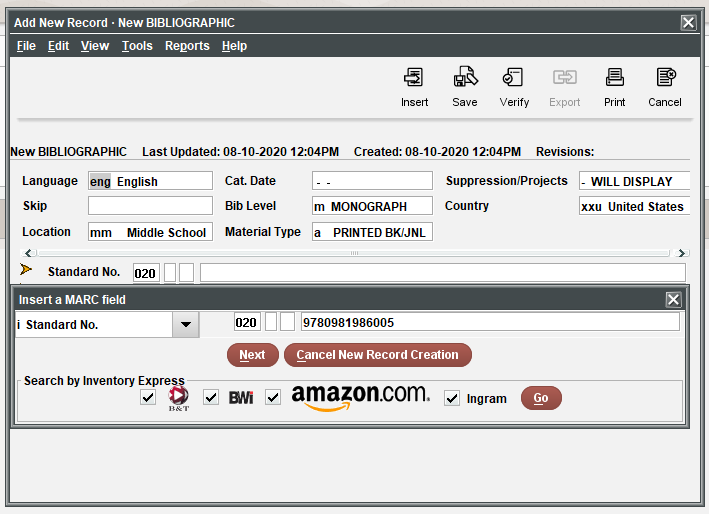 Add New Record · New BIBLIOGRAPHIC
File Edit View Tools Reports Help
Insert Save Verify Export Print Cancel
New BIBLIOGRAPHIC Last Updated: 08-10-2020 12:04PM Created: 08-10-2020 12:04PM Revisions:
Language eng English Cat. Date - - Suppression/Projects - WILL DISPLAY
Skip Bib Level m MONOGRAPH Country xxu United States
Location mm Middle School Material Type a PRINTED BK/JNL
Standard No. 020
Insert a MARC field
i Standard No. 020 9780981986005
Next Cancel New Record Creation
Search by Inventory Express
B&T BWI amazon.com. Ingram Go